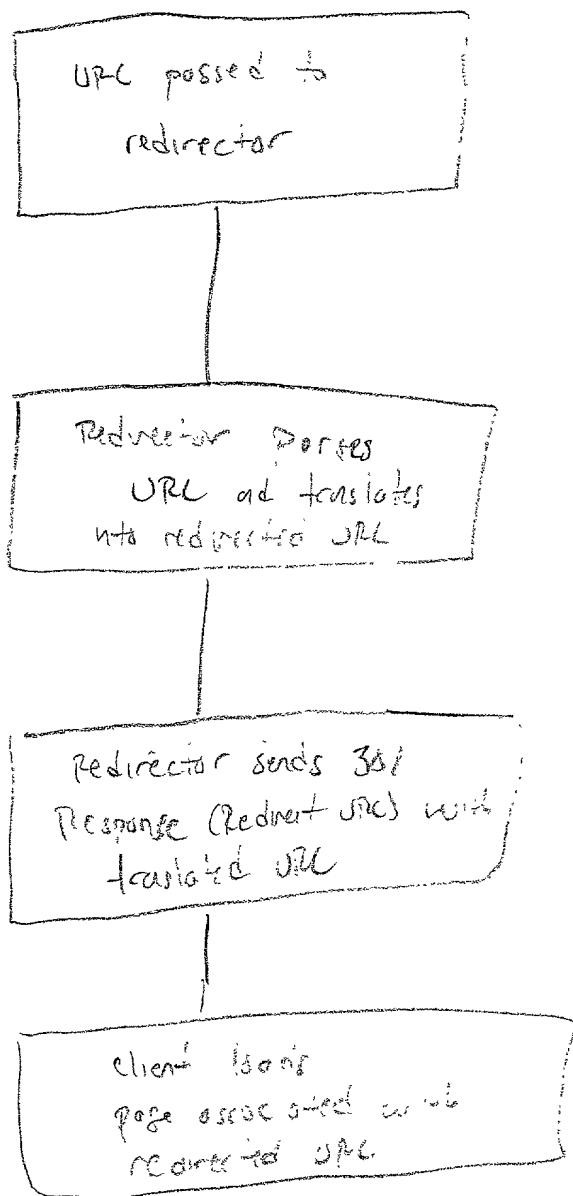 URL passed to
redirector
Redirector parses
URL and translates
into redirected URL
Redirector sends 301
Response (Redirect URL) with
translated URL
client loads
page associated with
redirected URL